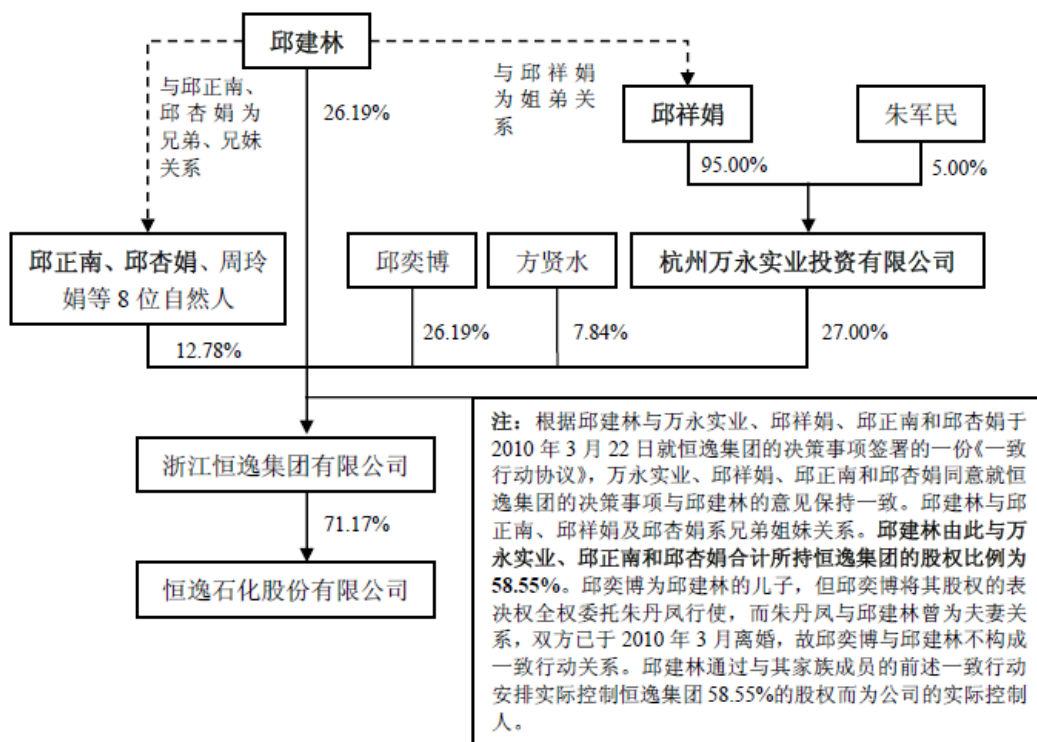 邱建林
与邱正南、
邱杏娟为
兄弟、兄妹
关系
26.19%
与邱祥娟
为姐弟关
系
邱祥娟
朱军民
95.00%
5.00%
邱正南、邱杏娟、周玲
娟等8位自然人
邱奕博
方贤水
杭州万永实业投资有限公司
12.78%
26.19%
7.84%
27.00%
浙江恒逸集团有限公司
71.17%
恒逸石化股份有限公司
注：根据邱建林与万永实业、邱祥娟、邱正南和邱杏娟于
2010年3月22日就恒逸集团的决策事项签署的一份《一致
行动协议》，万永实业、邱祥娟、邱正南和邱杏娟同意就恒
逸集团的决策事项与邱建林的意见保持一致。邱建林与邱
正南、邱祥娟及邱杏娟系兄弟姐妹关系。邱建林由此与万
永实业、邱正南和邱杏娟合计所持恒逸集团的股权比例为
58.55%。邱奕博为邱建林的儿子，但邱奕博将其股权的表
决权全权委托朱丹凤行使，而朱丹凤与邱建林曾为夫妻关
系，双方已于2010年3月离婚，故邱奕博与邱建林不构成
一致行动关系。邱建林通过与其家族成员的前述一致行动
安排实际控制恒逸集团58.55%的股权而为公司的实际控制
人。